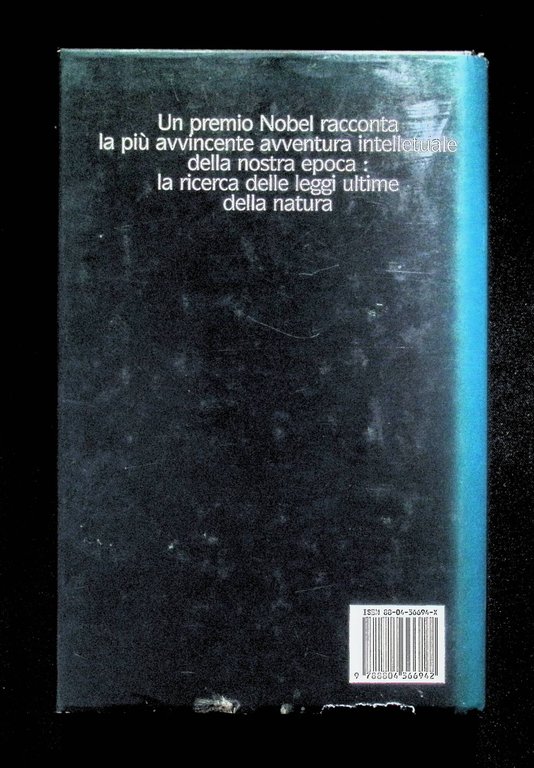 Un premio Nobel racconta
la più avvincente avventura intelletuale
della nostra epoca :
la ricerca delle leggi ultime
della natura
ISBN 88-04-36694-X
9 788804 366942